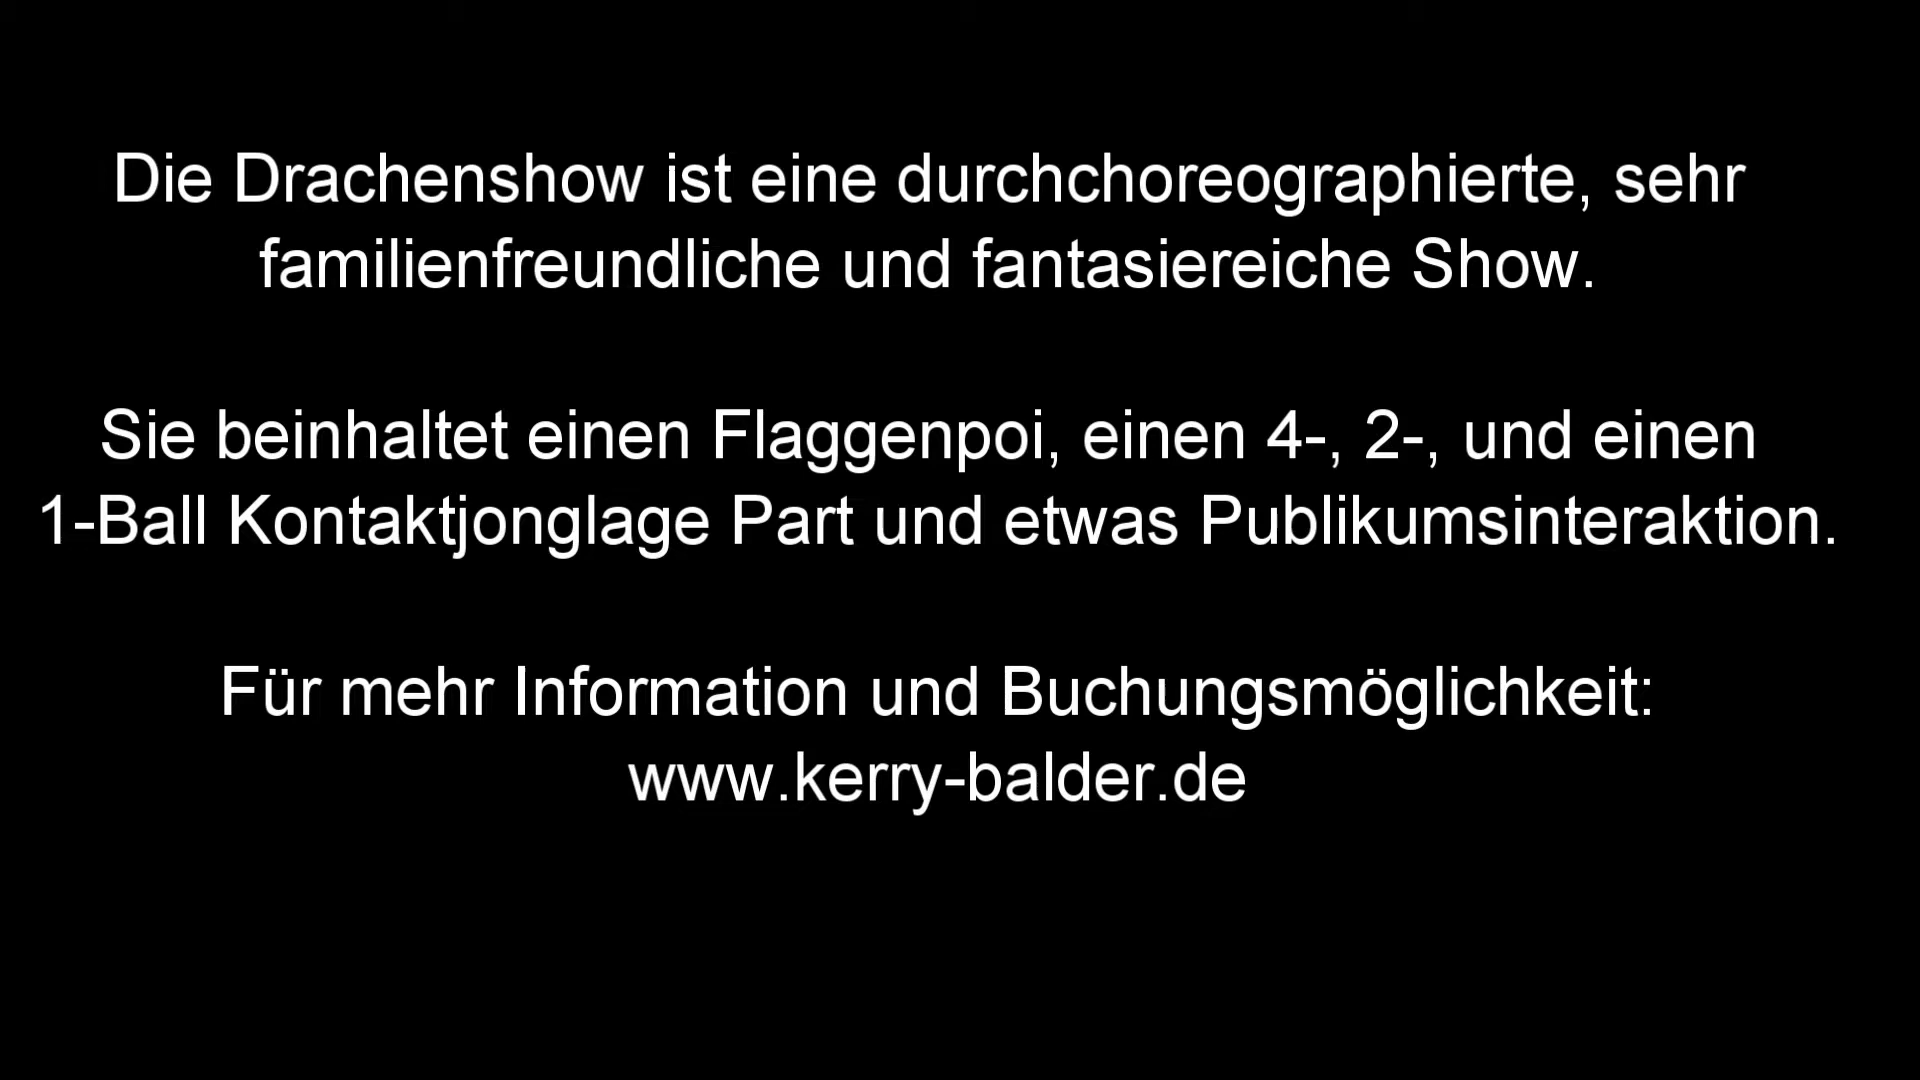 Die Drachenshow ist eine durchchoreographierte, sehr
familienfreundliche und fantasiereiche Show.
Sie beinhaltet einen Flaggenpoi, einen 4-, 2-, und einen
1-Ball Kontaktjonglage Part und etwas Publikumsinteraktion.
Für mehr Information und Buchungsmöglichkeit:
www.kerry-balder.de